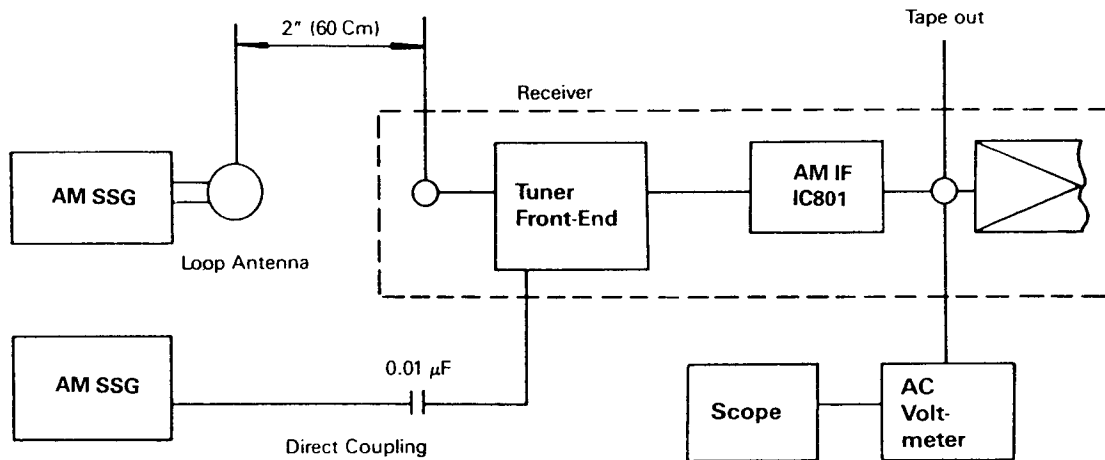 2" (60 Cm)
Tape out
Receiver
AM SSG
Tuner
Front-End
AM IF
IC801
Loop Antenna
AM SSG
0.01 μF
Direct Coupling
Scope
AC
Volt-
meter